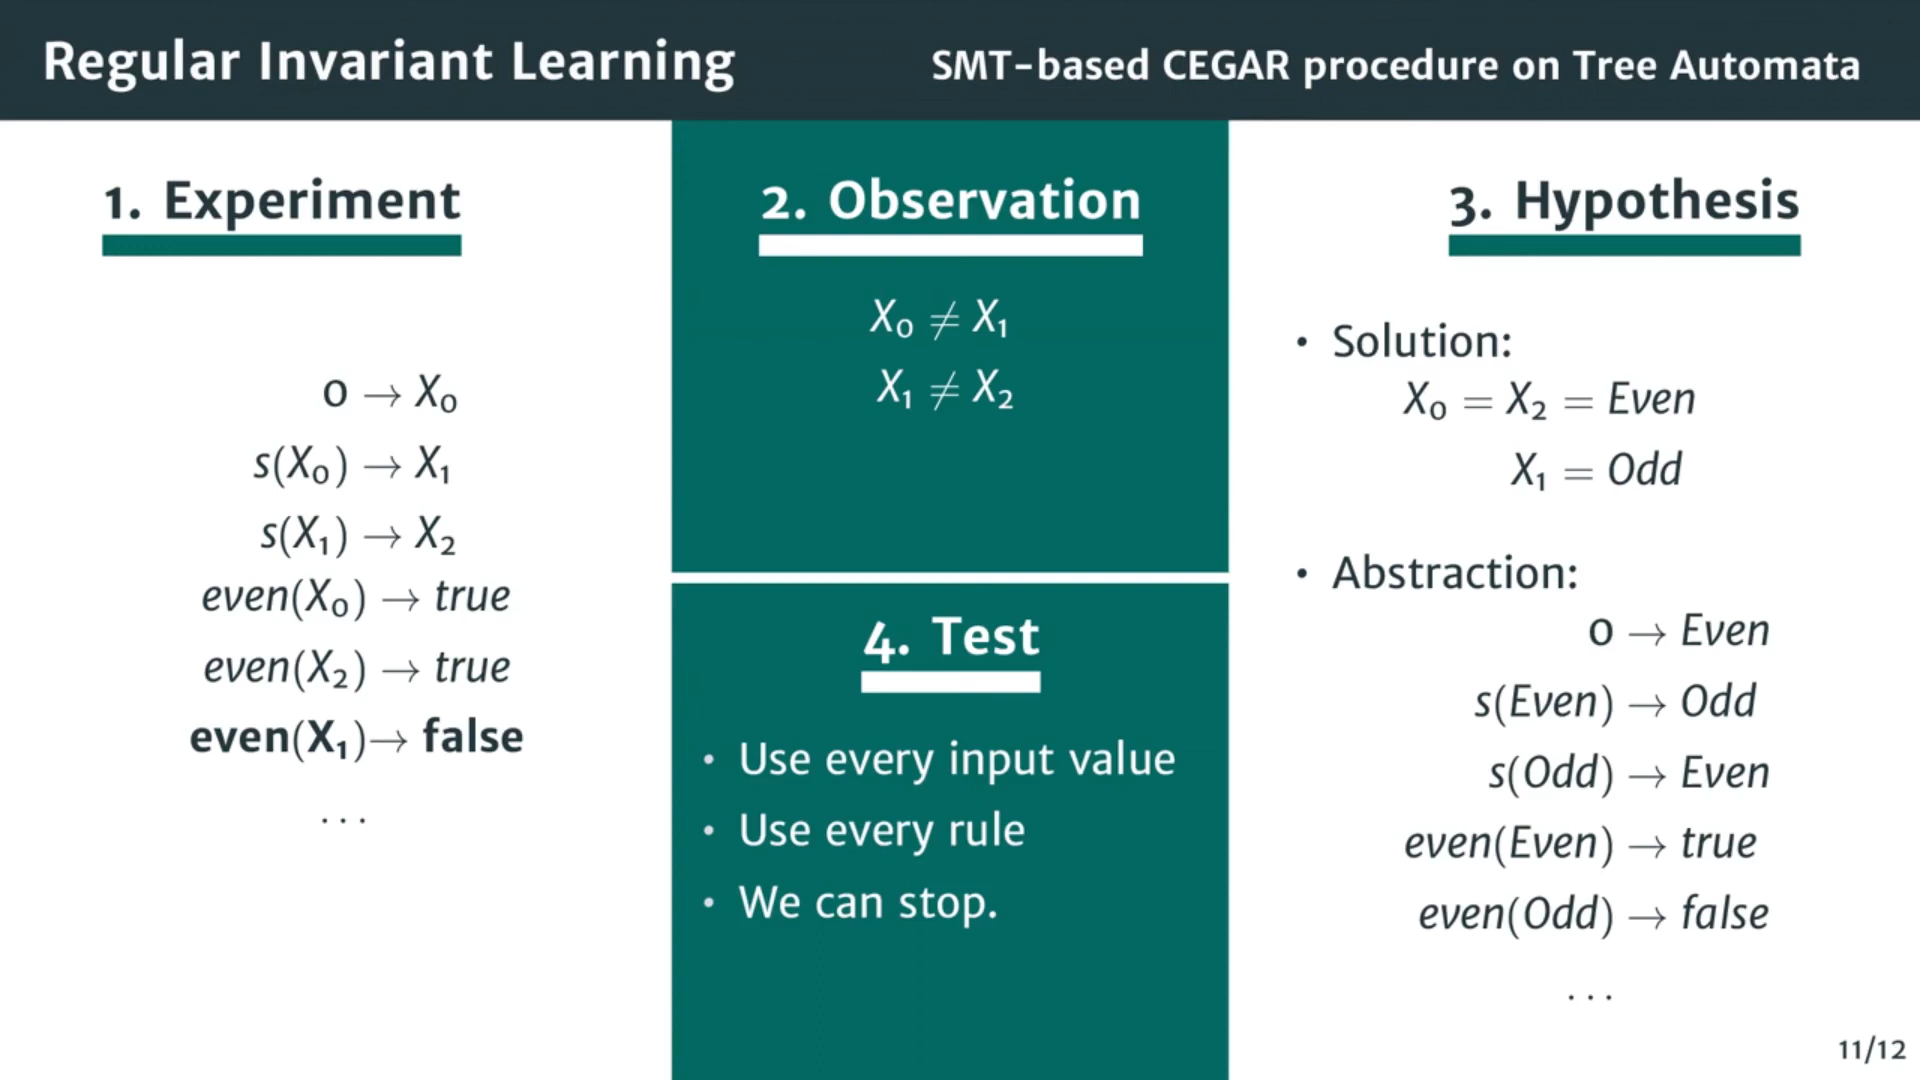 Regular Invariant Learning
SMT-based CEGAR procedure on Tree Automata
1. Experiment
0 → X₀
s(X₀) → X₁
s(X₁) → X₂
even(X₀) → true
even(X₂) → true
even(X₁)→ false
...
2. Observation
X₀ ≠ X₁
X₁ ≠ X₂
3. Hypothesis
• Solution:
X₀ = X₂ = Even
X₁ = Odd
• Abstraction:
0 → Even
s(Even) → Odd
s(Odd) → Even
even(Even) → true
even(Odd) → false
...
4. Test
• Use every input value
• Use every rule
• We can stop.
11/12